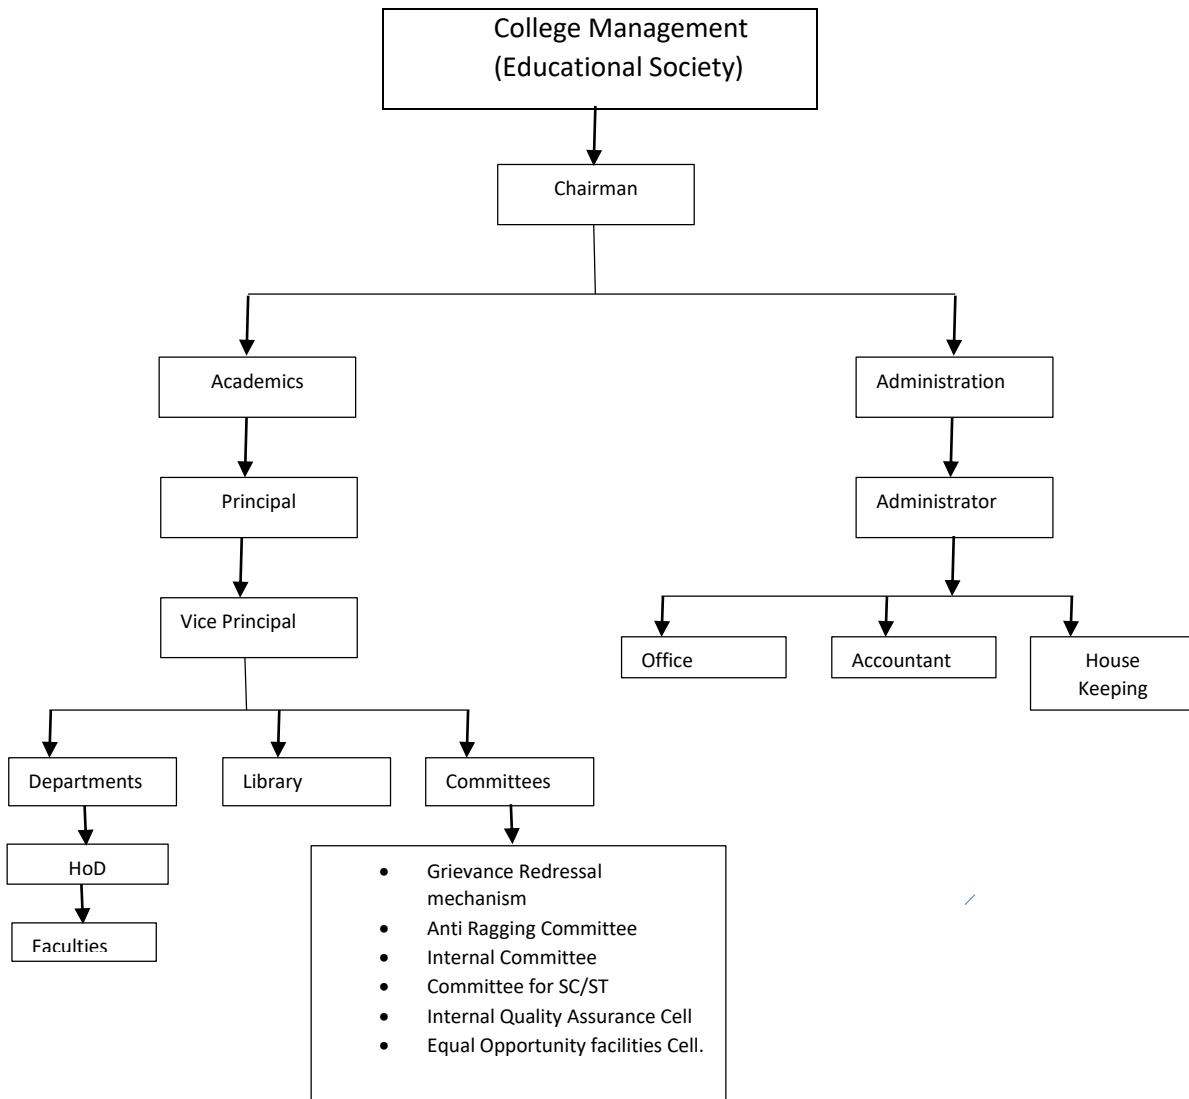 College Management
(Educational Society)
Chairman
Academics
Administration
Principal
Administrator
Vice Principal
Office
Accountant
House
Keeping
Departments
Library
Committees
HoD
Faculties
• Grievance Redressal
mechanism
• Anti Ragging Committee
• Internal Committee
• Committee for SC/ST
• Internal Quality Assurance Cell
• Equal Opportunity facilities Cell.